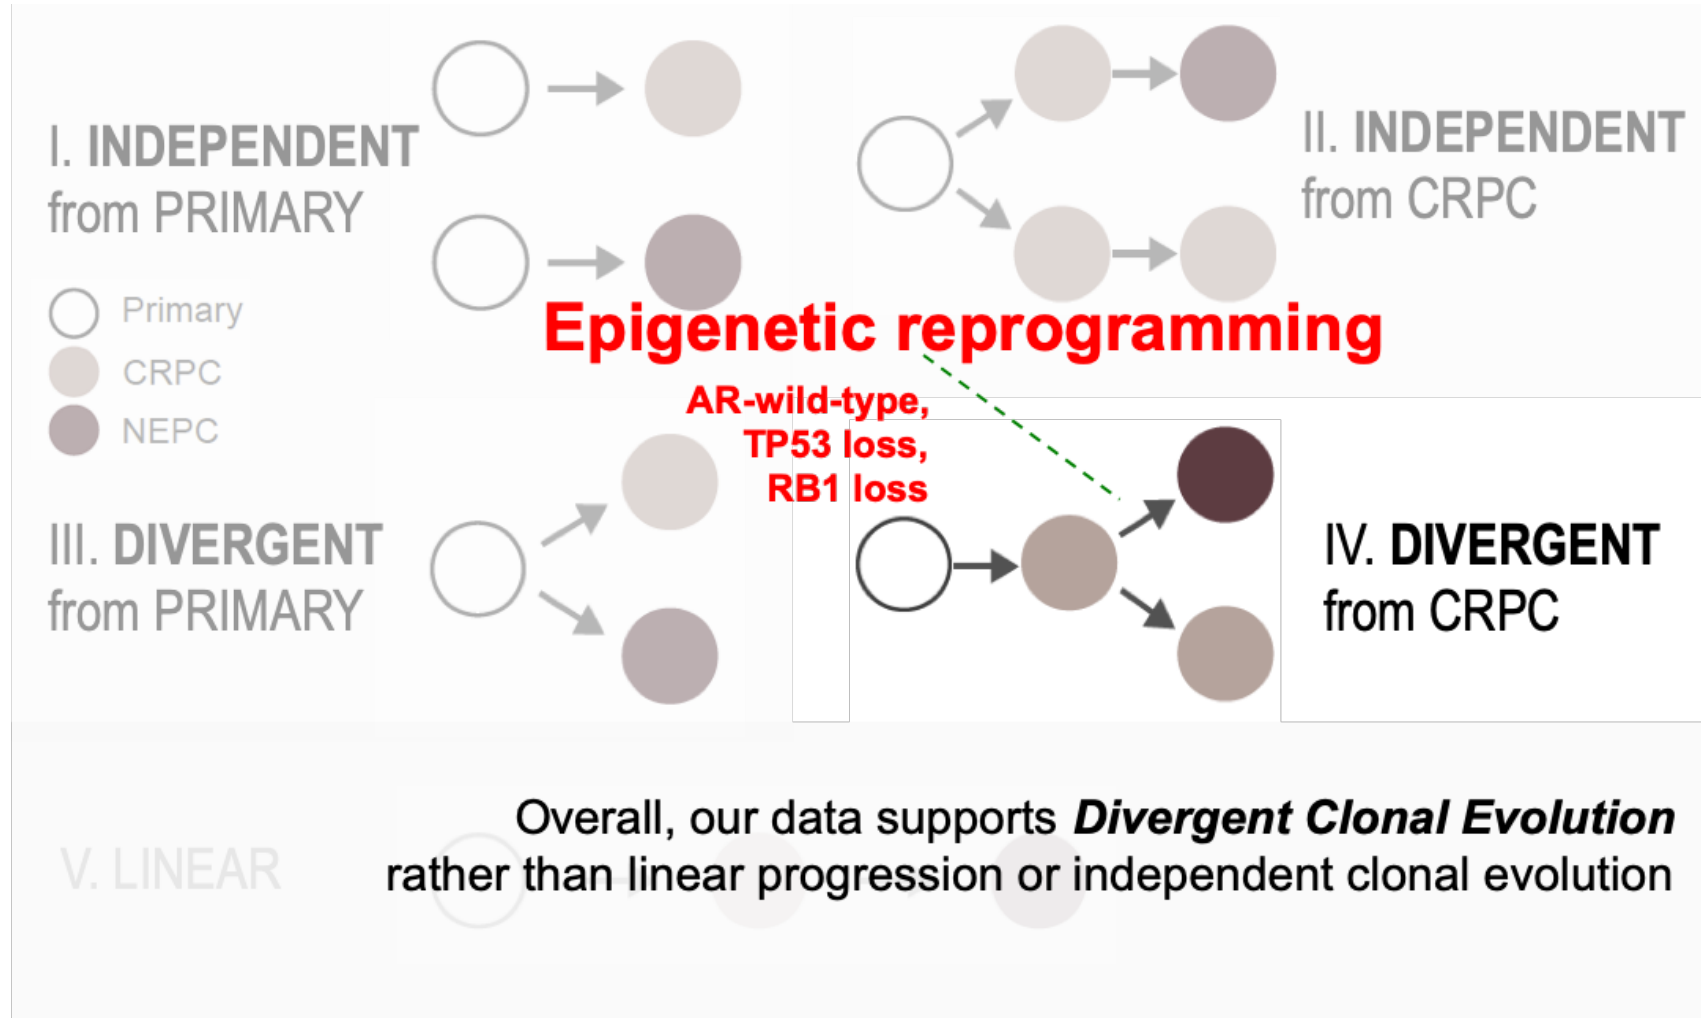 I. INDEPENDENT
from PRIMARY
II. INDEPENDENT
from CRPC
Primary
CRPC
NEPC
Epigenetic reprogramming
AR-wild-type,
TP53 loss,
RB1 loss
III. DIVERGENT
from PRIMARY
IV. DIVERGENT
from CRPC
V. LINEAR
Overall, our data supports Divergent Clonal Evolution
rather than linear progression or independent clonal evolution